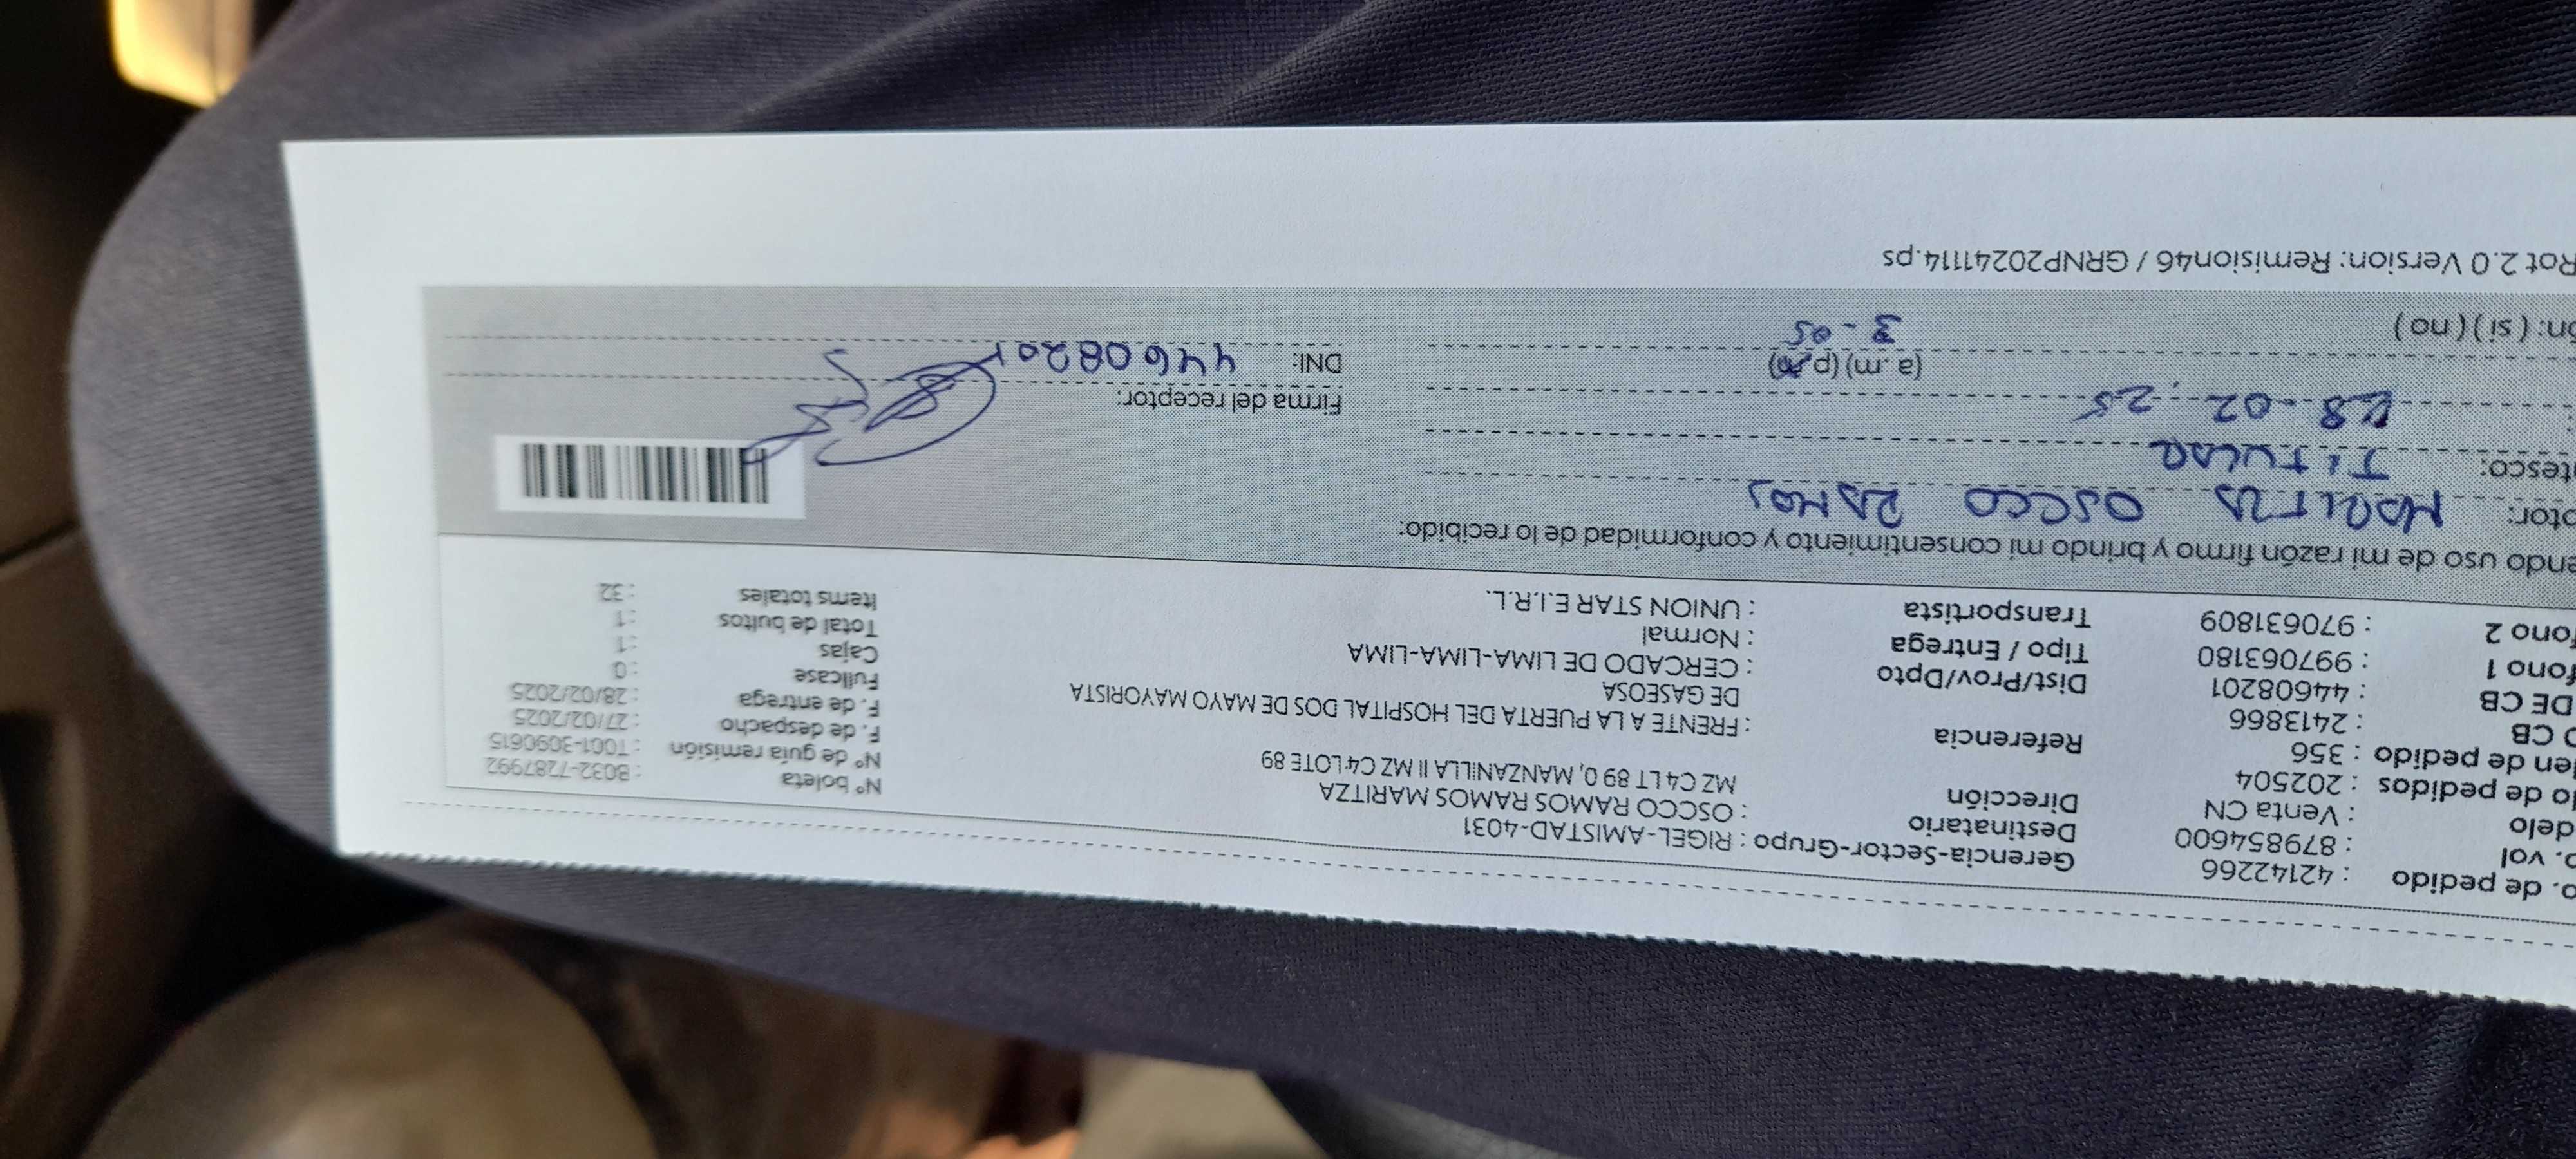 o. de pedido : 42142266 Gerencia-Sector-Grupo : RIGEL-AMISTAD-4031
o. vol : 879854600 Destinatario : OSCCO RAMOS RAMOS MARITZA
delo : Venta CN Dirección MZ C4 LT 89 0, MANZANILLA II MZ C4 LOTE 89
o de pedidos : 202504
en de pedido : 356 Referencia : FRENTE A LA PUERTA DEL HOSPITAL DOS DE MAYO MAYORISTA
O CB : 2413866 DE GASEOSA
DE CB : 44608201 Dist/Prov/Dpto : CERCADO DE LIMA-LIMA-LIMA
fono 1 : 997063180 Tipo / Entrega : Normal
fono 2 : 970631809 Transportista : UNION STAR E.I.R.L.
N° boleta : B032-7287992
N° de guía remisión : T001-3090615
F. de despacho : 27/02/2025
F. de entrega : 28/02/2025
Fullcase : 0
Cajas : 1
Total de bultos : 1
Items totales : 32
endo uso de mi razón firmo y brindo mi consentimiento y conformidad de lo recibido:
ptor: MARITZA OSCCO RAMOS
tesco: TITULAR
28-02-25
(a.m) (p.m)
3-05
ón: ( si ) ( no )
Firma del receptor:
DNI: 44608201
Rot 2.0 Version: Remision46 / GRNP20241114.ps